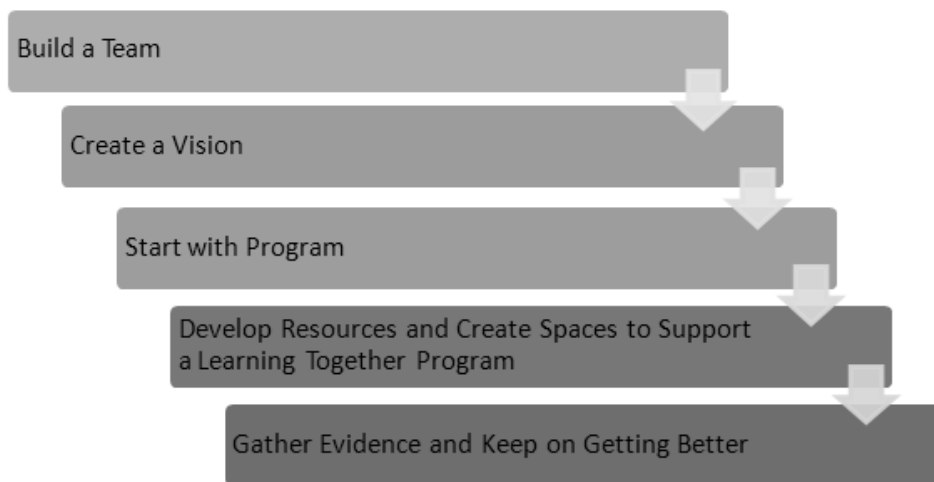 Build a Team
Create a Vision
Start with Program
Develop Resources and Create Spaces to Support
a Learning Together Program
Gather Evidence and Keep on Getting Better